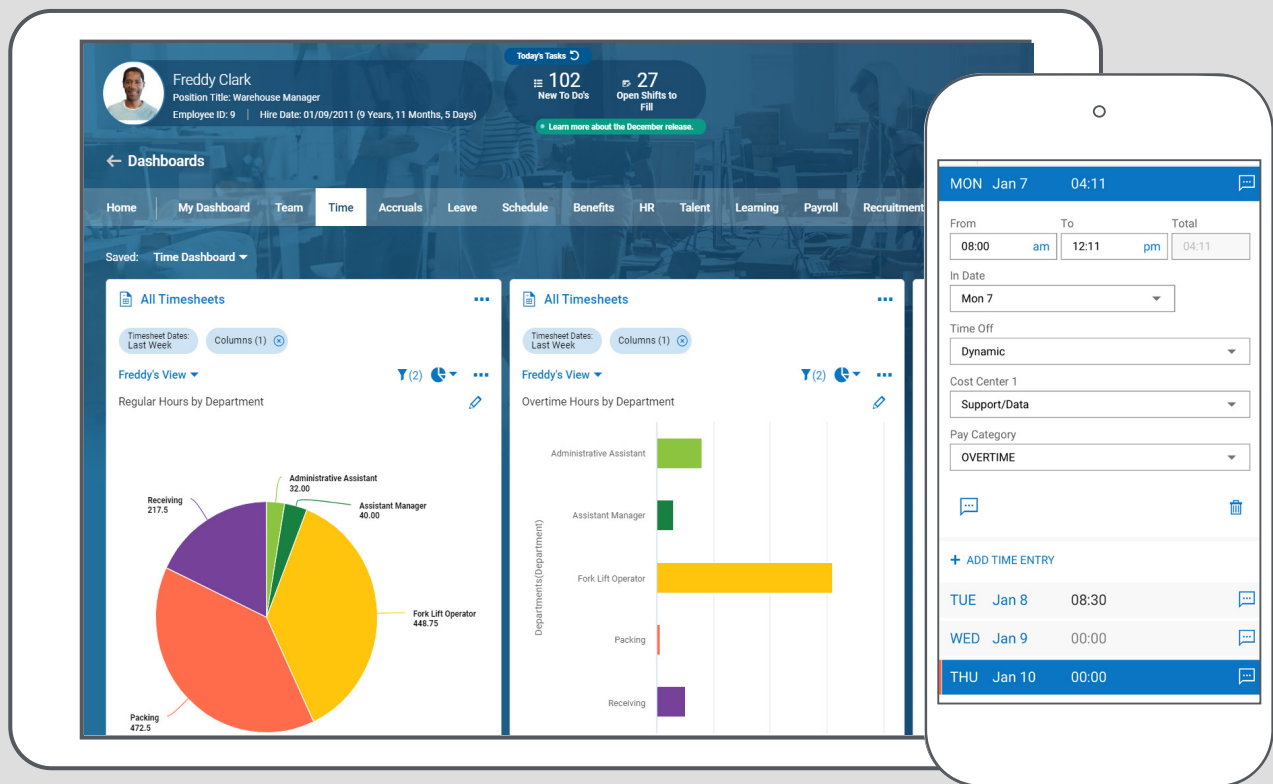 Today's Tasks
Freddy Clark
Position Title: Warehouse Manager
Employee ID: 9 | Hire Date: 01/09/2011 (9 Years, 11 Months, 5 Days)
102
New To Do's
27
Open Shifts to
Fill
Learn more about the December release.
Dashboards
Home My Dashboard Team Time Accruals Leave Schedule Benefits HR Talent Learning Payroll Recruitment
Saved: Time Dashboard
All Timesheets
Timesheet Dates:
Last Week
Columns (1)
Freddy's View
(2)
Regular Hours by Department
Administrative Assistant
32.00
Assistant Manager
40.00
Receiving
217.5
Fork Lift Operator
448.75
Packing
472.5
All Timesheets
Timesheet Dates:
Last Week
Columns (1)
Freddy's View
(2)
Overtime Hours by Department
Departments(Department)
Administrative Assistant
Assistant Manager
Fork Lift Operator
Packing
Receiving
MON Jan 7 04:11
From To Total
08:00 am 12:11 pm 04:11
In Date
Mon 7
Time Off
Dynamic
Cost Center 1
Support/Data
Pay Category
OVERTIME
+ ADD TIME ENTRY
TUE Jan 8 08:30
WED Jan 9 00:00
THU Jan 10 00:00